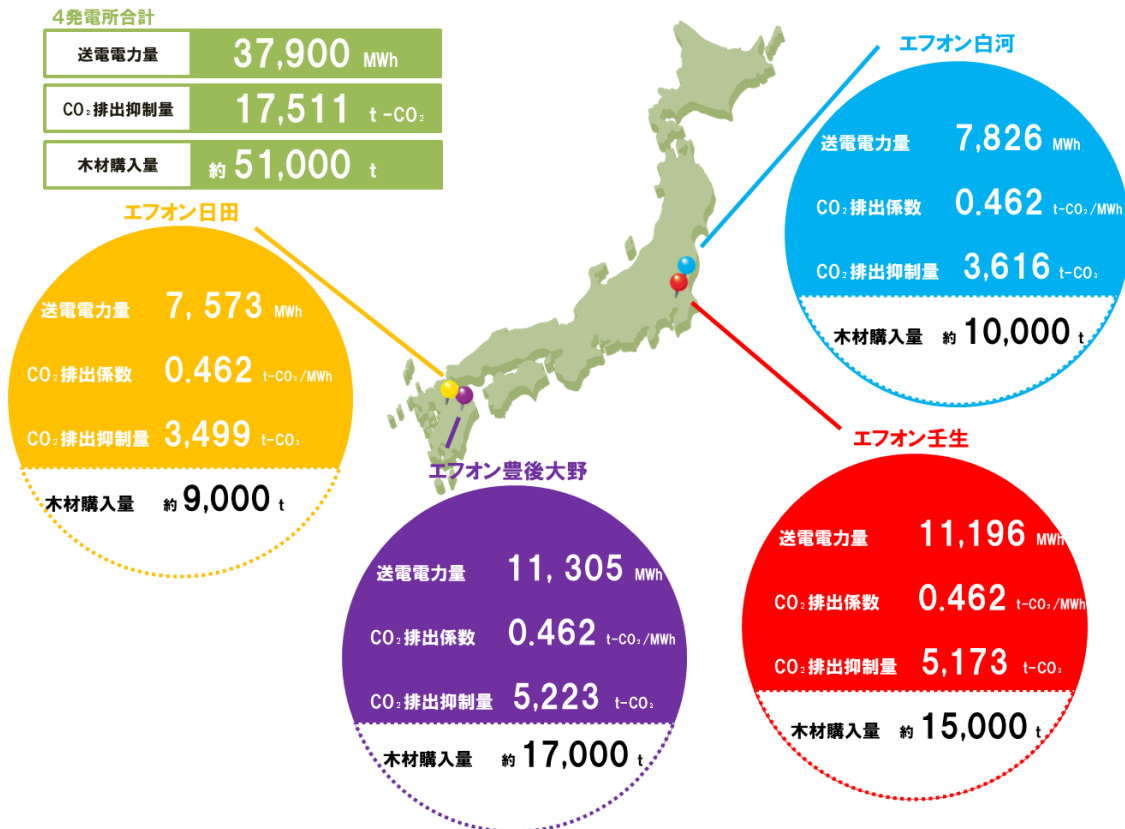 4発電所合計
送電電力量 37,900 MWh
CO₂排出抑制量 17,511 t-CO₂
木材購入量 約 51,000 t
エフオン白河
送電電力量 7,826 MWh
CO₂排出係数 0.462 t-CO₂/MWh
CO₂排出抑制量 3,616 t-CO₂
木材購入量 約 10,000 t
エフオン日田
送電電力量 7,573 MWh
CO₂排出係数 0.462 t-CO₂/MWh
CO₂排出抑制量 3,499 t-CO₂
木材購入量 約 9,000 t
エフオン豊後大野
送電電力量 11,305 MWh
CO₂排出係数 0.462 t-CO₂/MWh
CO₂排出抑制量 5,223 t-CO₂
木材購入量 約 17,000 t
エフオン壬生
送電電力量 11,196 MWh
CO₂排出係数 0.462 t-CO₂/MWh
CO₂排出抑制量 5,173 t-CO₂
木材購入量 約 15,000 t